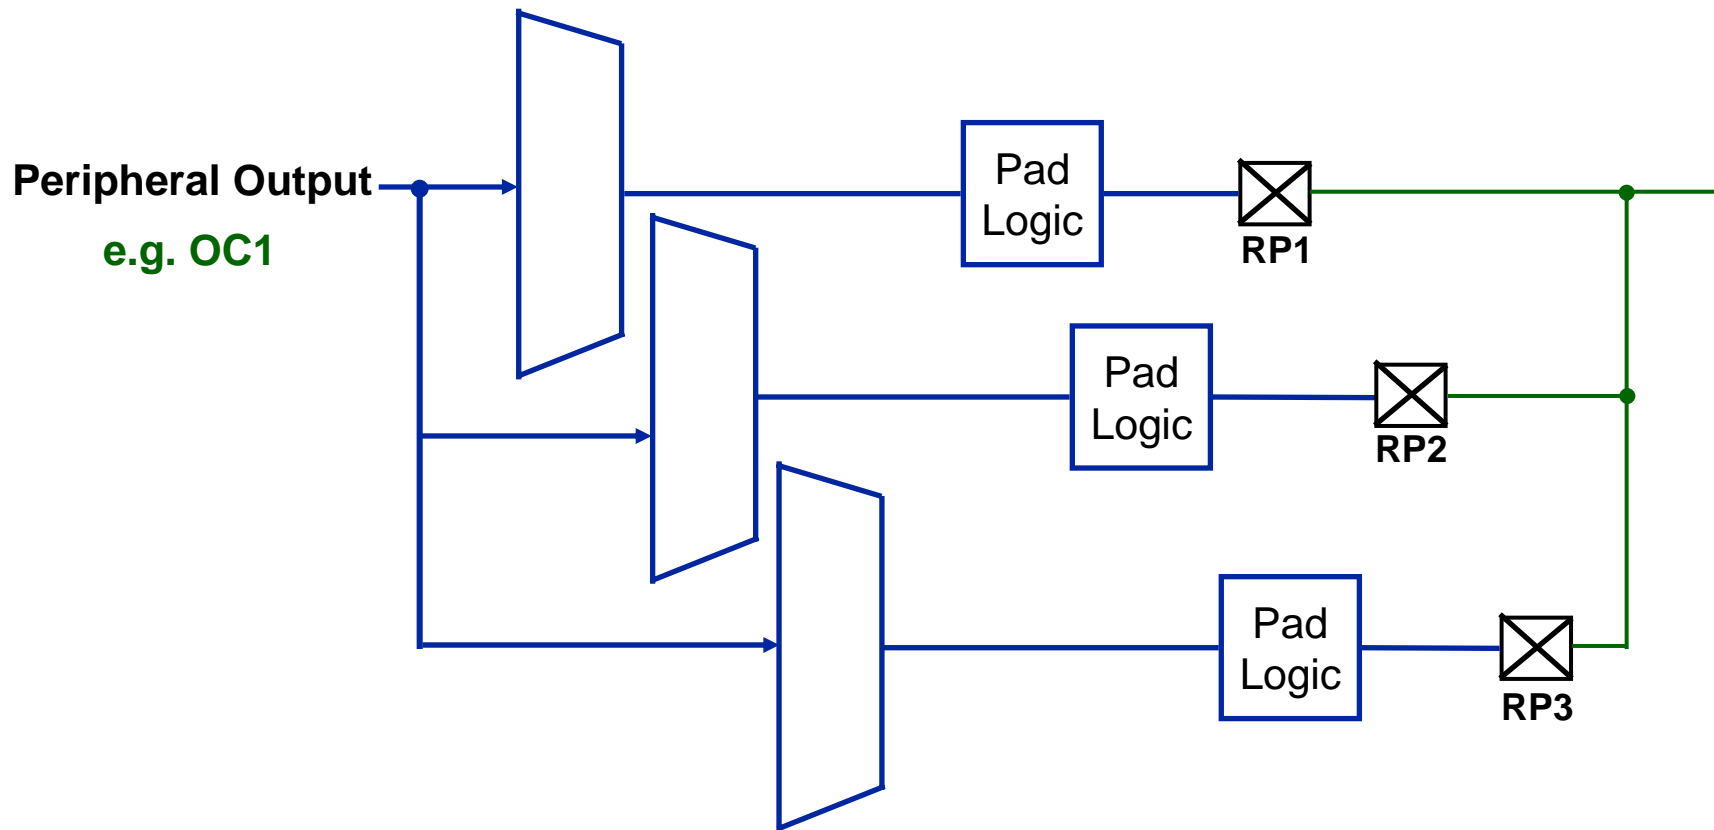 Peripheral Output
e.g. OC1
Pad
Logic
RP1
Pad
Logic
RP2
Pad
Logic
RP3